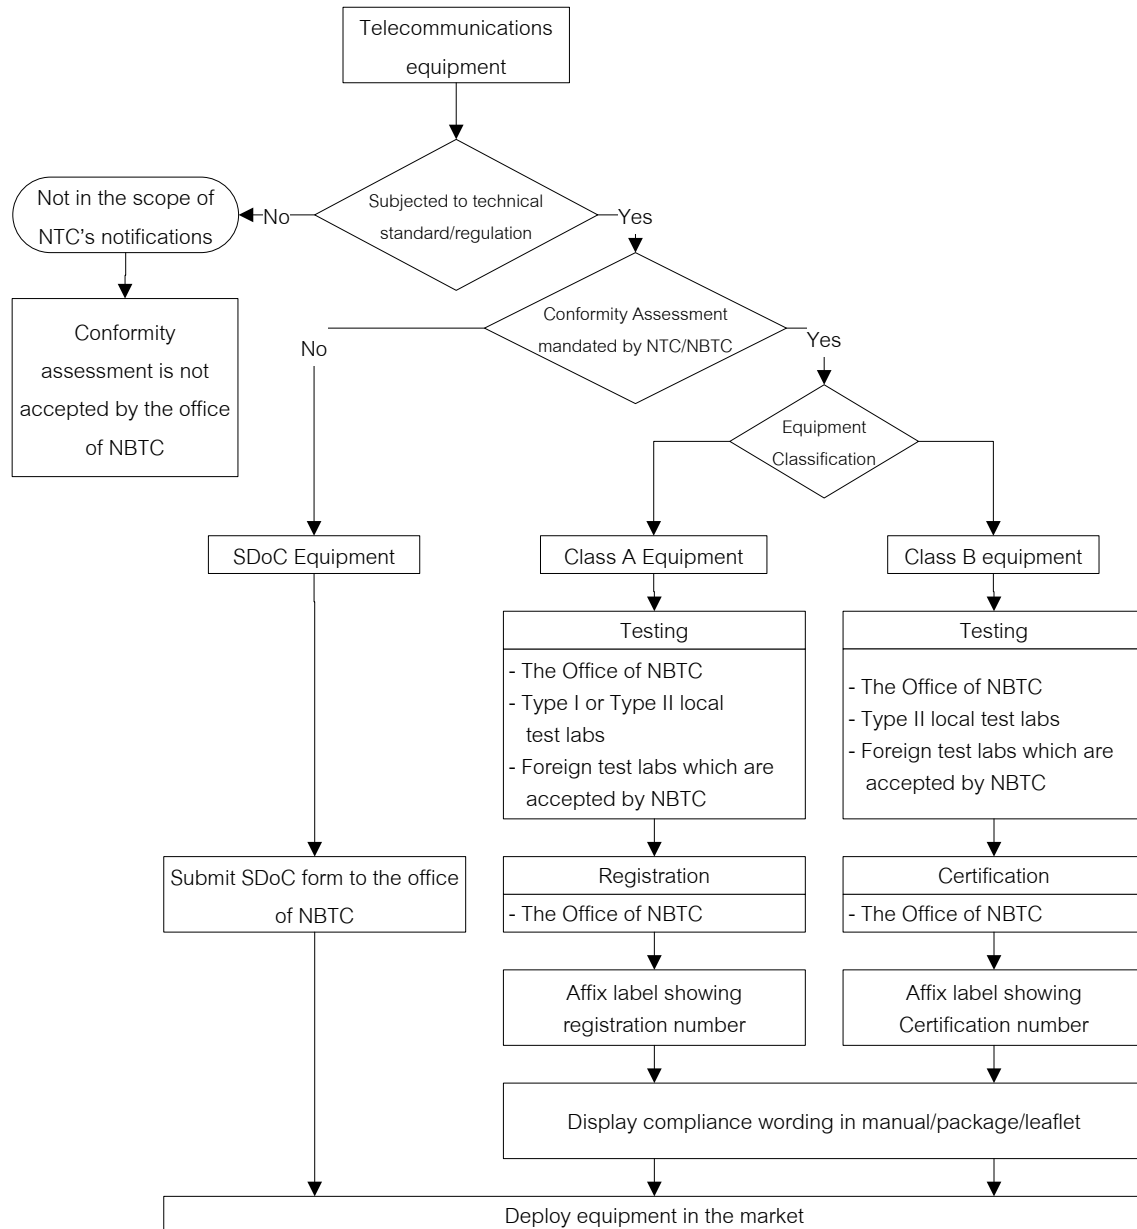 Telecommunications
equipment
Subjected to technical
standard/regulation
No
Yes
Not in the scope of
NTC's notifications
Conformity
assessment is not
accepted by the office
of NBTC
Conformity Assessment
mandated by NTC/NBTC
No
Yes
Equipment
Classification
SDoC Equipment
Class A Equipment
Class B equipment
Testing
- The Office of NBTC
- Type I or Type II local
test labs
- Foreign test labs which are
accepted by NBTC
Testing
- The Office of NBTC
- Type II local test labs
- Foreign test labs which are
accepted by NBTC
Submit SDoC form to the office
of NBTC
Registration
- The Office of NBTC
Certification
- The Office of NBTC
Affix label showing
registration number
Affix label showing
Certification number
Display compliance wording in manual/package/leaflet
Deploy equipment in the market